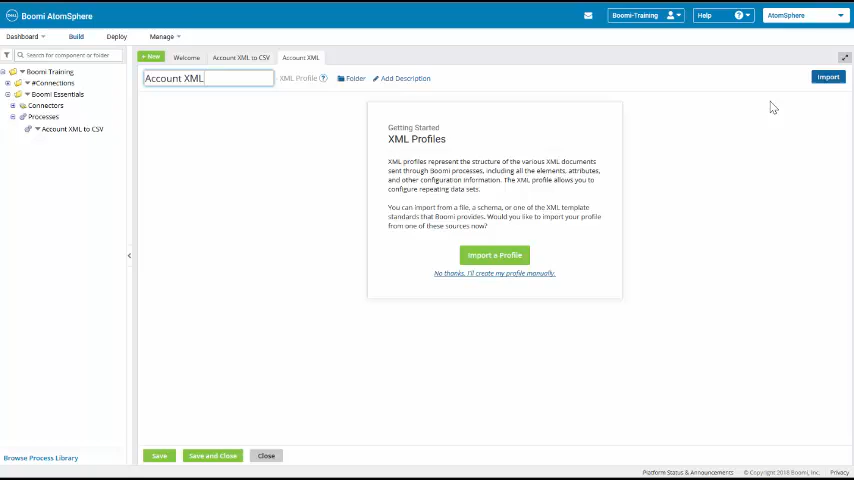 DELL Boomi AtomSphere
Boomi-Training
Help
AtomSphere
Dashboard
Build
Deploy
Manage
Search for component or folder
+ New
Welcome
Account XML to CSV
Account XML
Boomi Training
#Connections
Boomi Essentials
Connectors
Processes
Account XML to CSV
Account XML
XML Profile
Folder
Add Description
Import
Getting Started
XML Profiles
XML profiles represent the structure of the various XML documents
sent through Boomi processes, including all the elements, attributes,
and other configuration information. The XML profile allows you to
configure repeating data sets.
You can import from a file, a schema, or one of the XML template
standards that Boomi provides. Would you like to import your profile
from one of these sources now?
Import a Profile
No thanks, I'll create my profile manually.
Save
Save and Close
Close
Browse Process Library
Platform Status & Announcements
© Copyright 2018 Boomi, Inc.
Privacy